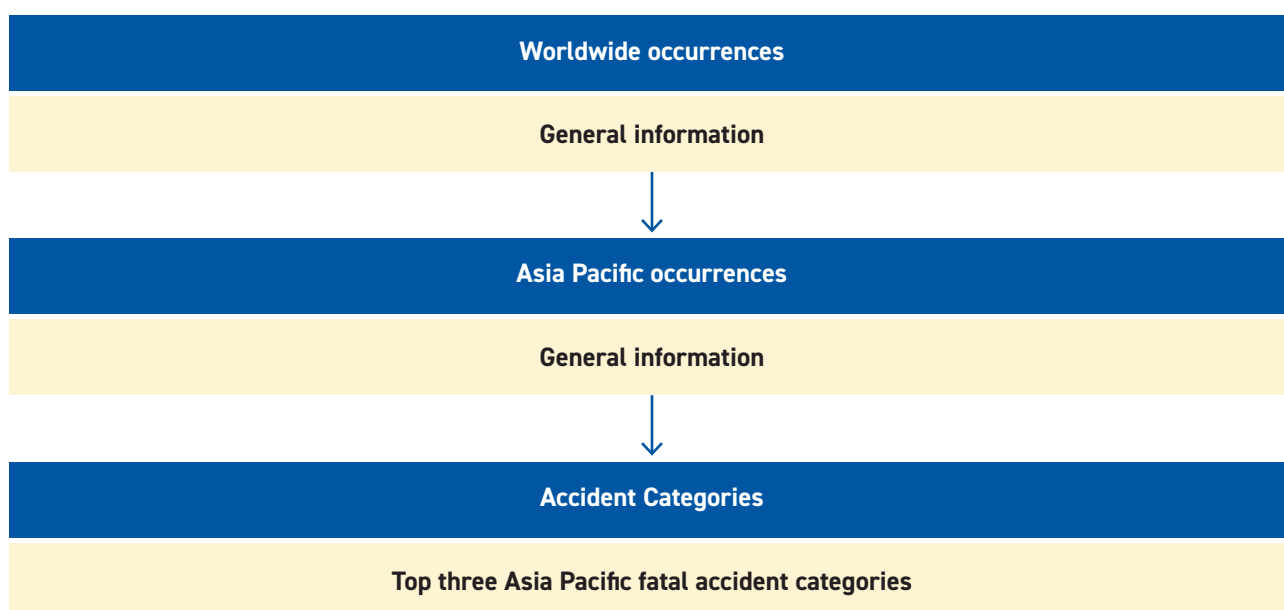 Worldwide occurrences
General information
Asia Pacific occurrences
General information
Accident Categories
Top three Asia Pacific fatal accident categories